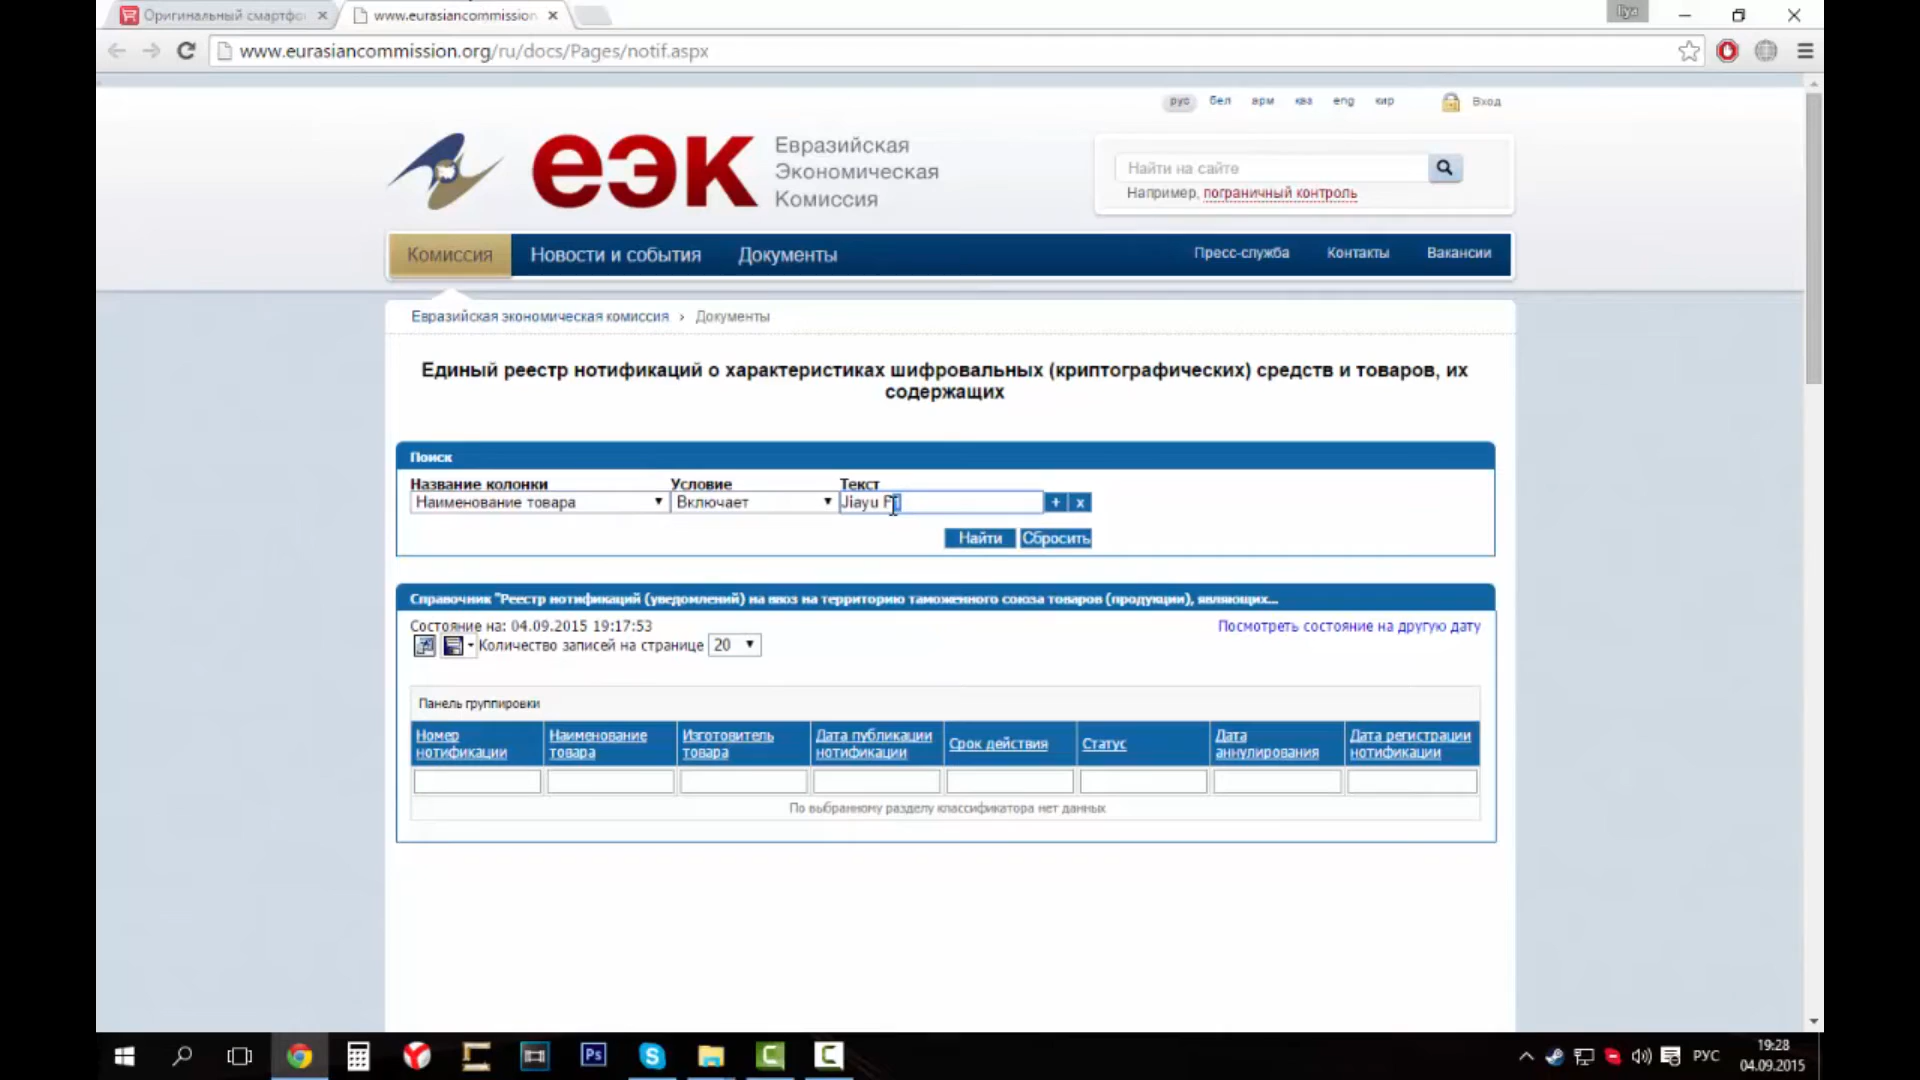 Оригинальный смартфо
www.eurasiancommission
Ilya
www.eurasiancommission.org/ru/docs/Pages/notif.aspx
рус бел арм қаз eng кыр Вход
еэк
Евразийская
Экономическая
Комиссия
Найти на сайте
Например, пограничный контроль
Комиссия Новости и события Документы Пресс-служба Контакты Вакансии
Евразийская экономическая комиссия › Документы
Единый реестр нотификаций о характеристиках шифровальных (криптографических) средств и товаров, их
содержащих
Поиск
Название колонки Условие Текст
Наименование товара Включает Jiayu + x
Найти Сбросить
Справочник "Реестр нотификаций (уведомлений) на ввоз на территорию таможенного союза товаров (продукции), являющих...
Состояние на: 04.09.2015 19:17:53 Посмотреть состояние на другую дату
Количество записей на странице 20
Панель группировки
Номер нотификации
Наименование товара
Изготовитель товара
Дата публикации нотификации
Срок действия
Статус
Дата аннулирования
Дата регистрации нотификации
По выбранному разделу классификатора нет данных
Ps
РУС
19:28
04.09.2015